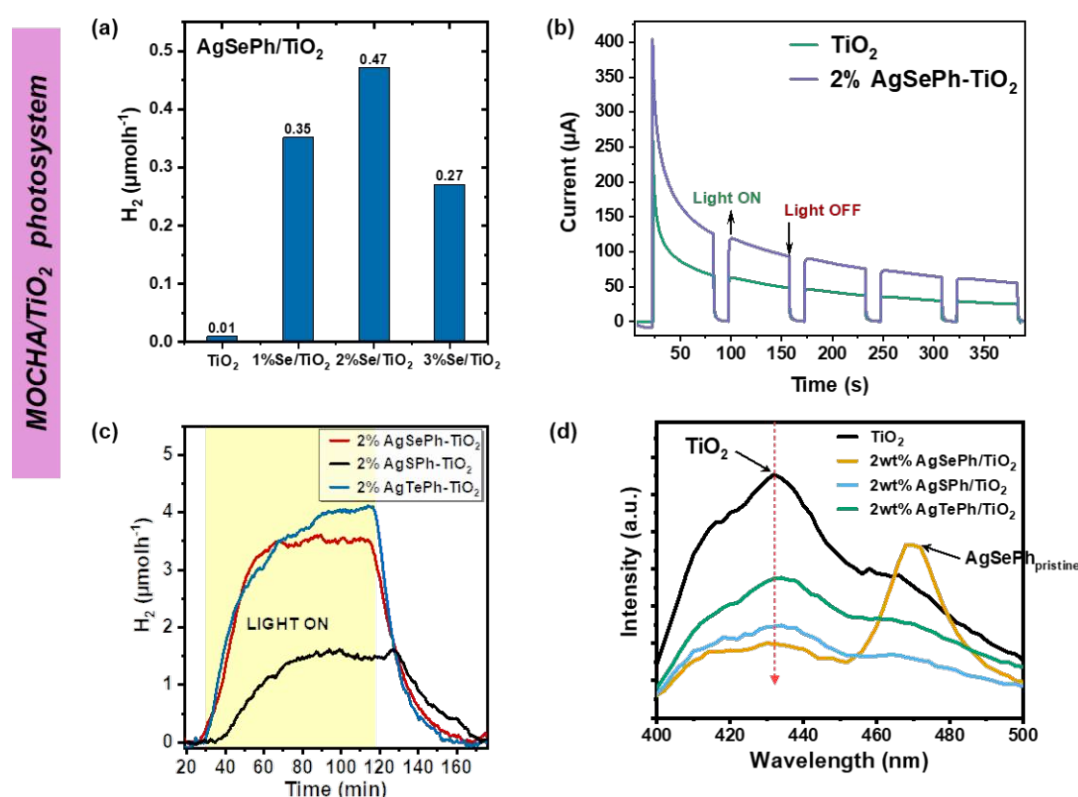 MOCHA/TiO₂ photosystem
(a)
AgSePh/TiO₂
H₂ (µmolh⁻¹)
0.5
0.4
0.3
0.2
0.1
0.0
0.01
0.35
0.47
0.27
TiO₂ 1%Se/TiO₂ 2%Se/TiO₂ 3%Se/TiO₂
(b)
TiO₂
2% AgSePh-TiO₂
Current (µA)
400
350
300
250
200
150
100
50
0
Light ON
Light OFF
50 100 150 200 250 300 350
Time (s)
(c)
2% AgSePh-TiO₂
2% AgSPh-TiO₂
2% AgTePh-TiO₂
H₂ (µmolh⁻¹)
5
4
3
2
1
0
LIGHT ON
20 40 60 80 100 120 140 160
Time (min)
(d)
TiO₂
TiO₂
2wt% AgSePh/TiO₂
2wt% AgSPh/TiO₂
2wt% AgTePh/TiO₂
AgSePh pristine
Intensity (a.u.)
400 420 440 460 480 500
Wavelength (nm)